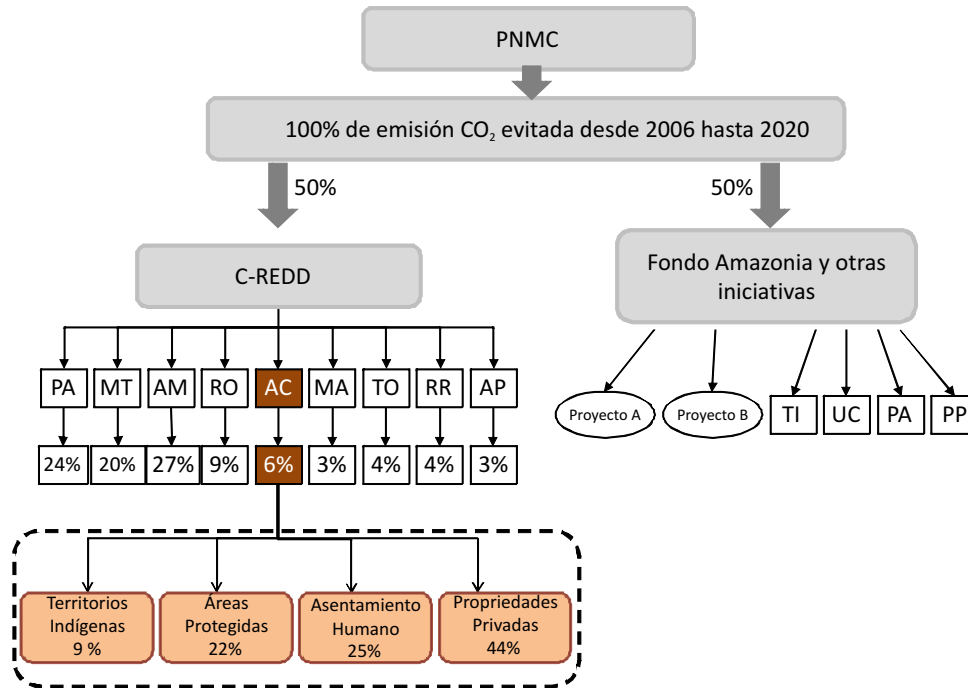 PNMC
100% de emisión CO₂ evitada desde 2006 hasta 2020
50%
50%
C-REDD
Fondo Amazonia y otras
iniciativas
PA MT AM RO AC MA TO RR AP
24% 20% 27% 9% 6% 3% 4% 4% 3%
Proyecto A Proyecto B TI UC PA PP
Territorios
Indígenas
9 %
Áreas
Protegidas
22%
Asentamiento
Humano
25%
Propriedades
Privadas
44%